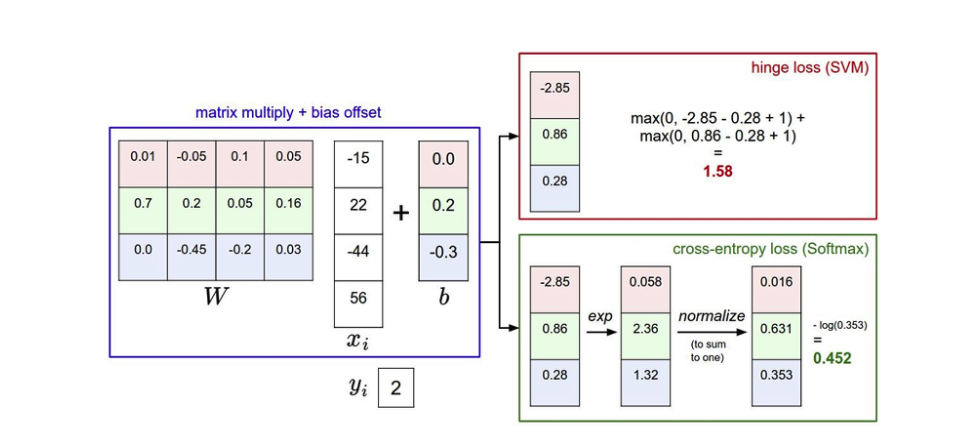 matrix multiply + bias offset
0.01 -0.05 0.1 0.05
0.7 0.2 0.05 0.16
0.0 -0.45 -0.2 0.03
W
-15
22
-44
56
x_i
+
0.0
0.2
-0.3
b
y_i 2
hinge loss (SVM)
-2.85
0.86
0.28
max(0, -2.85 - 0.28 + 1) +
max(0, 0.86 - 0.28 + 1)
=
1.58
cross-entropy loss (Softmax)
-2.85
0.86
0.28
exp
0.058
2.36
1.32
normalize
(to sum
to one)
0.016
0.631
0.353
- log(0.353)
=
0.452